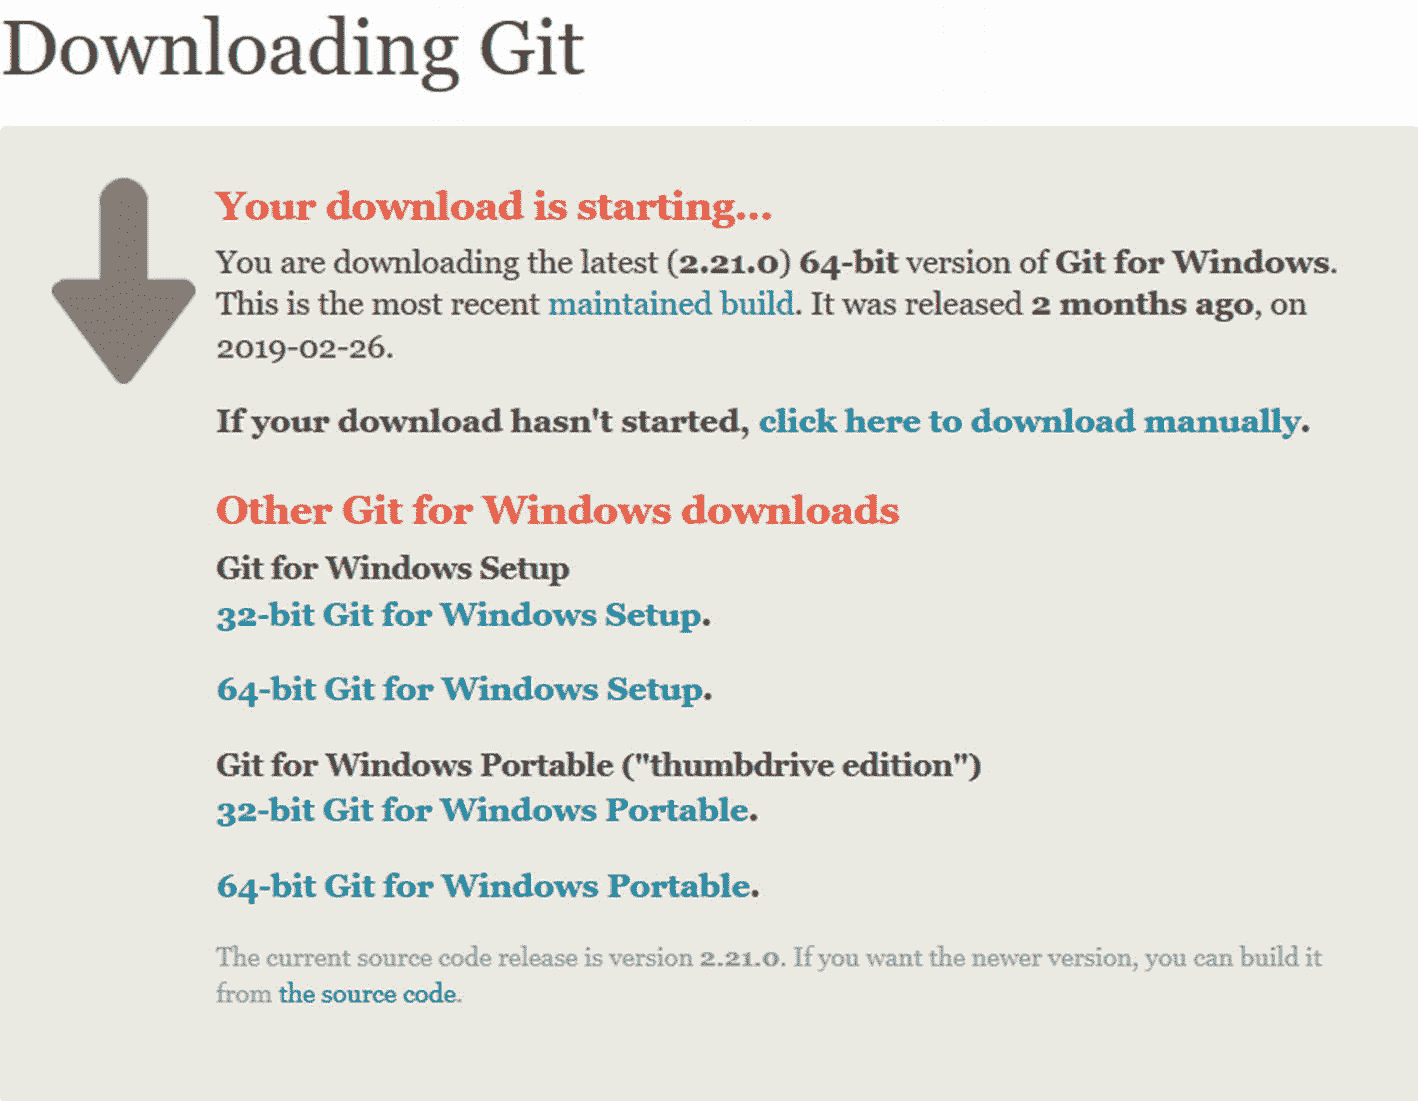 Downloading Git
Your download is starting...
You are downloading the latest (2.21.0) 64-bit version of Git for Windows.
This is the most recent maintained build. It was released 2 months ago, on
2019-02-26.
If your download hasn't started, click here to download manually.
Other Git for Windows downloads
Git for Windows Setup
32-bit Git for Windows Setup.
64-bit Git for Windows Setup.
Git for Windows Portable ("thumbdrive edition")
32-bit Git for Windows Portable.
64-bit Git for Windows Portable.
The current source code release is version 2.21.0. If you want the newer version, you can build it
from the source code.